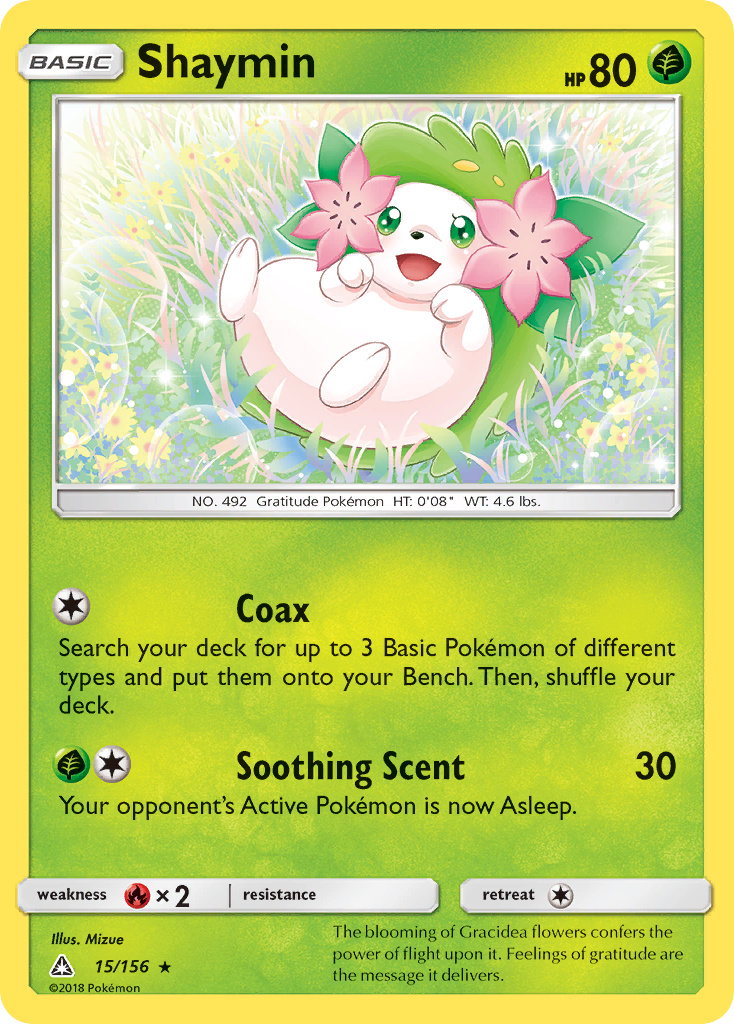 BASIC Shaymin HP 80
NO. 492 Gratitude Pokémon HT: 0'08" WT: 4.6 lbs.
Coax
Search your deck for up to 3 Basic Pokémon of different
types and put them onto your Bench. Then, shuffle your
deck.
Soothing Scent 30
Your opponent's Active Pokémon is now Asleep.
weakness × 2 resistance retreat
Illus. Mizue
15/156
©2018 Pokémon
The blooming of Gracidea flowers confers the
power of flight upon it. Feelings of gratitude are
the message it delivers.